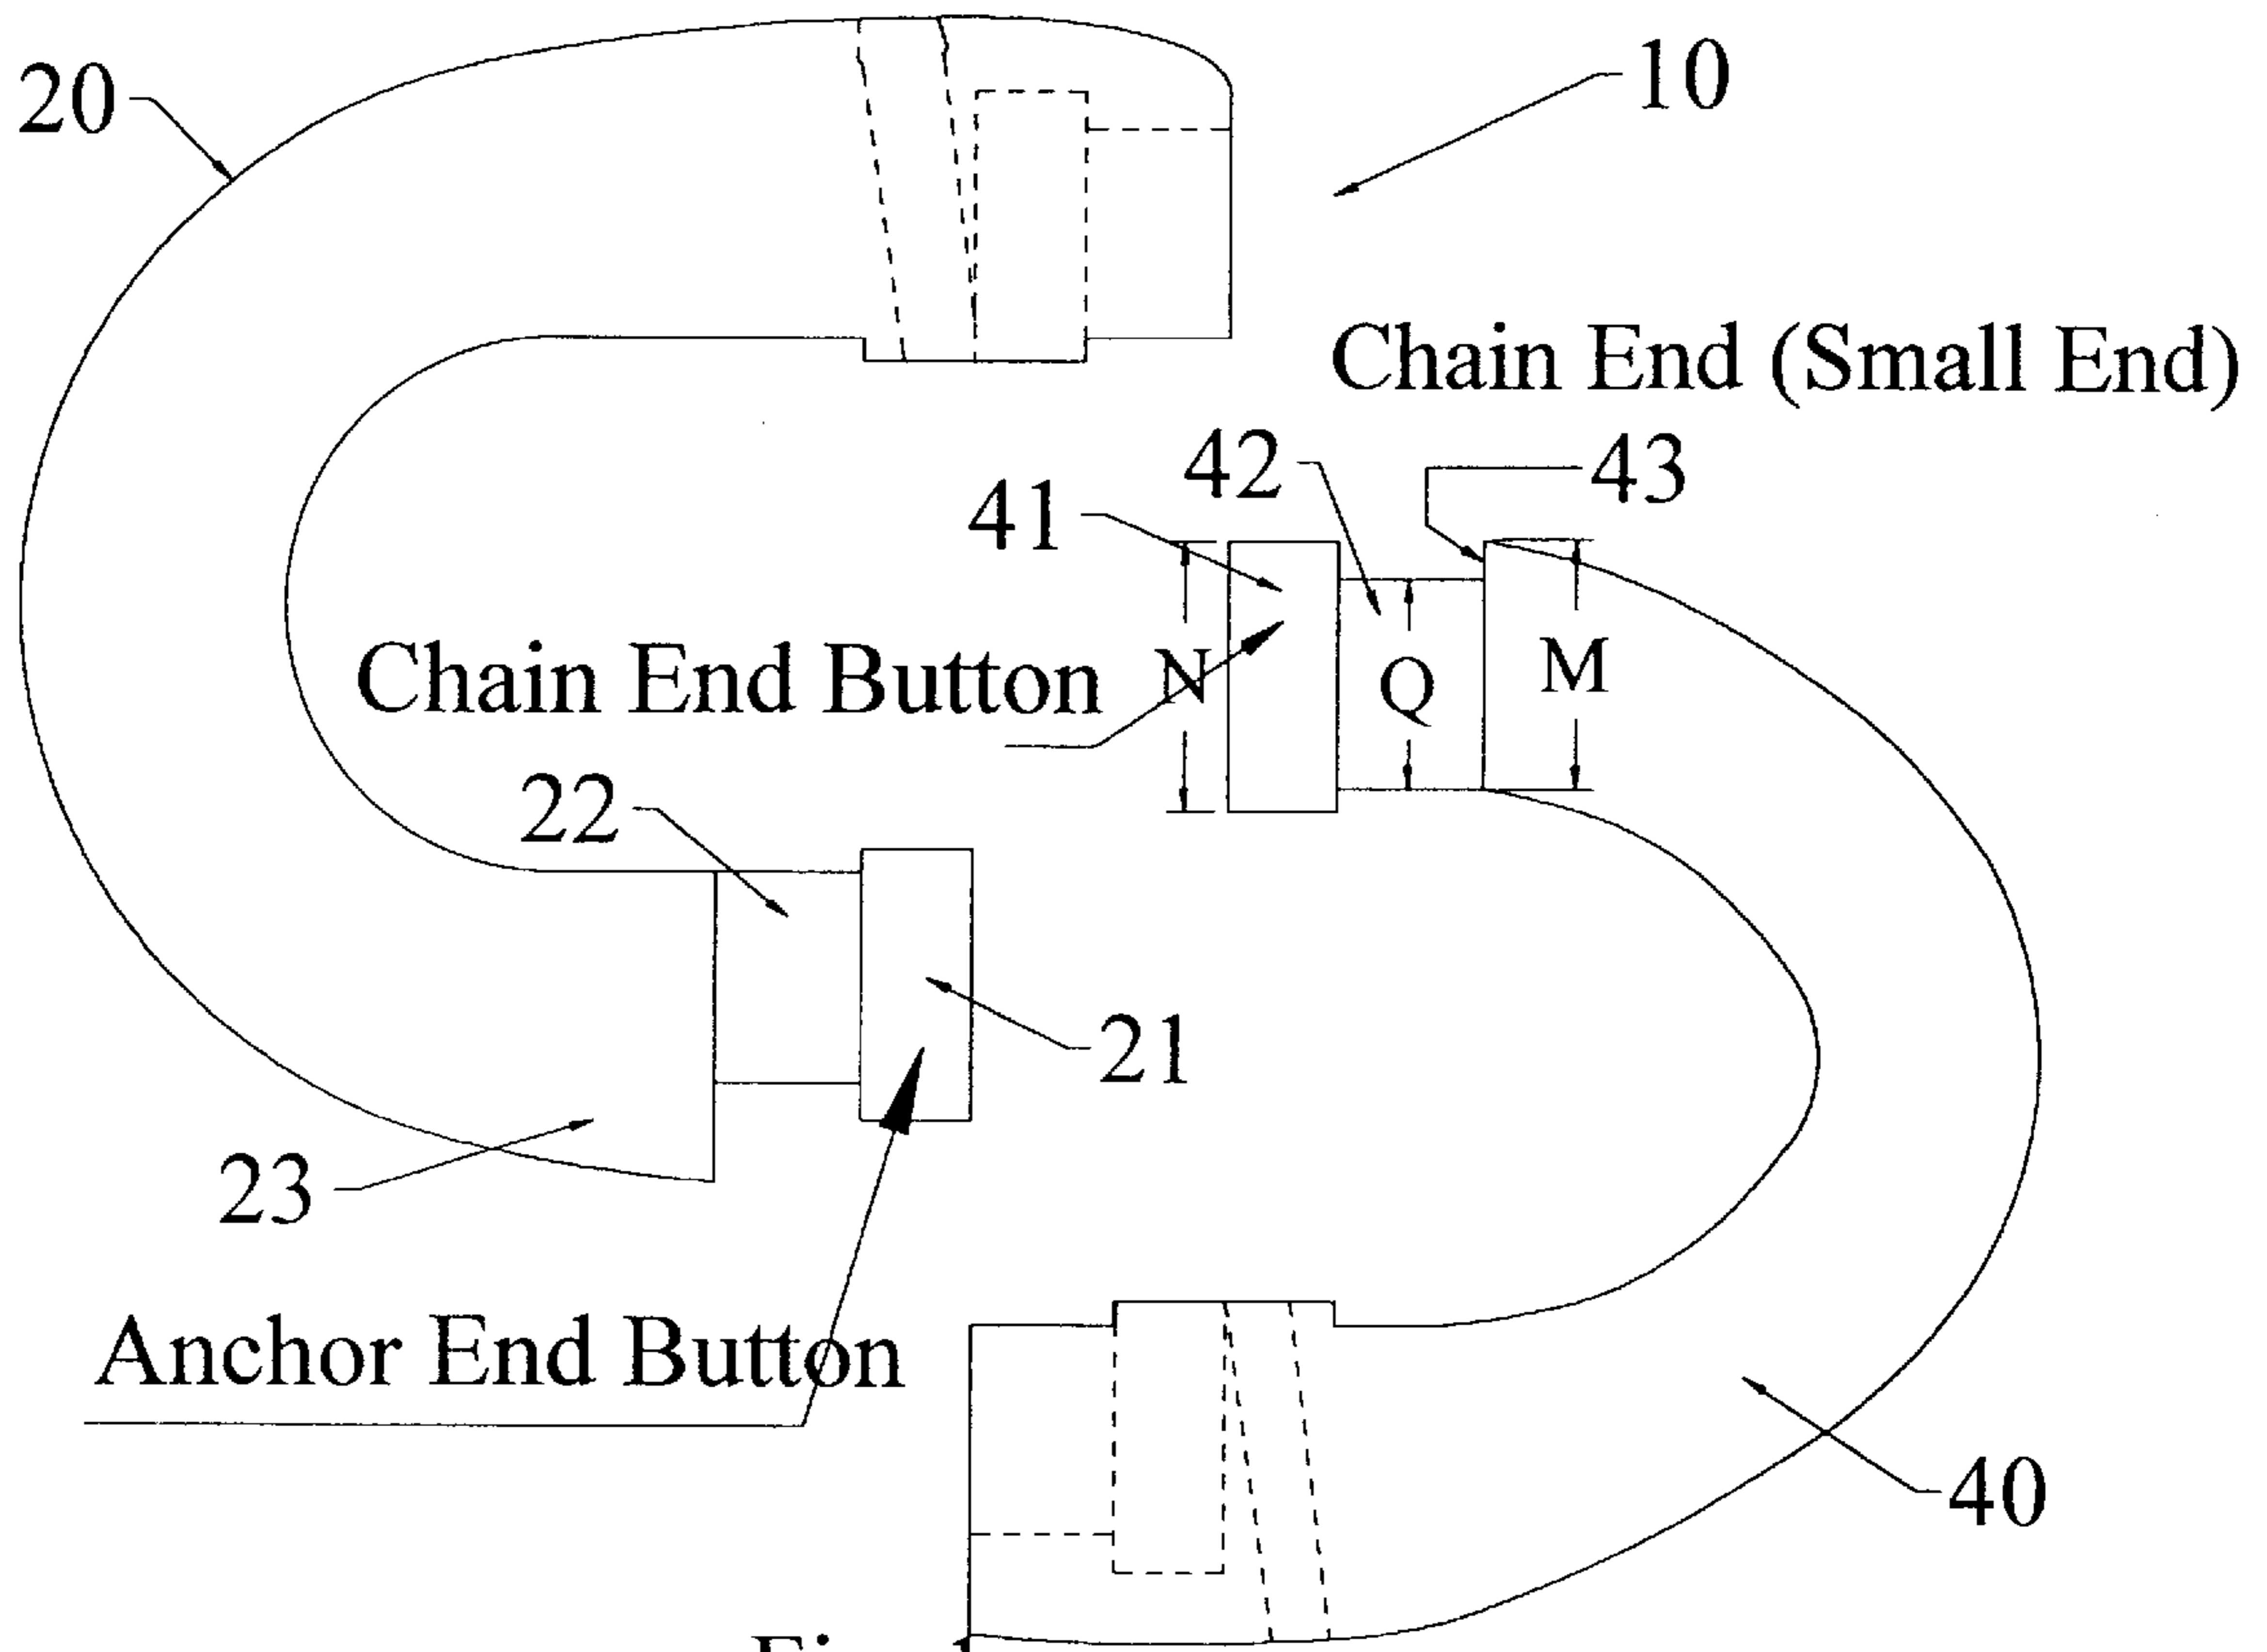 20
10
Chain End (Small End)
42
43
41
Chain End Button
N
Q
M
22
21
23
Anchor End Button
40